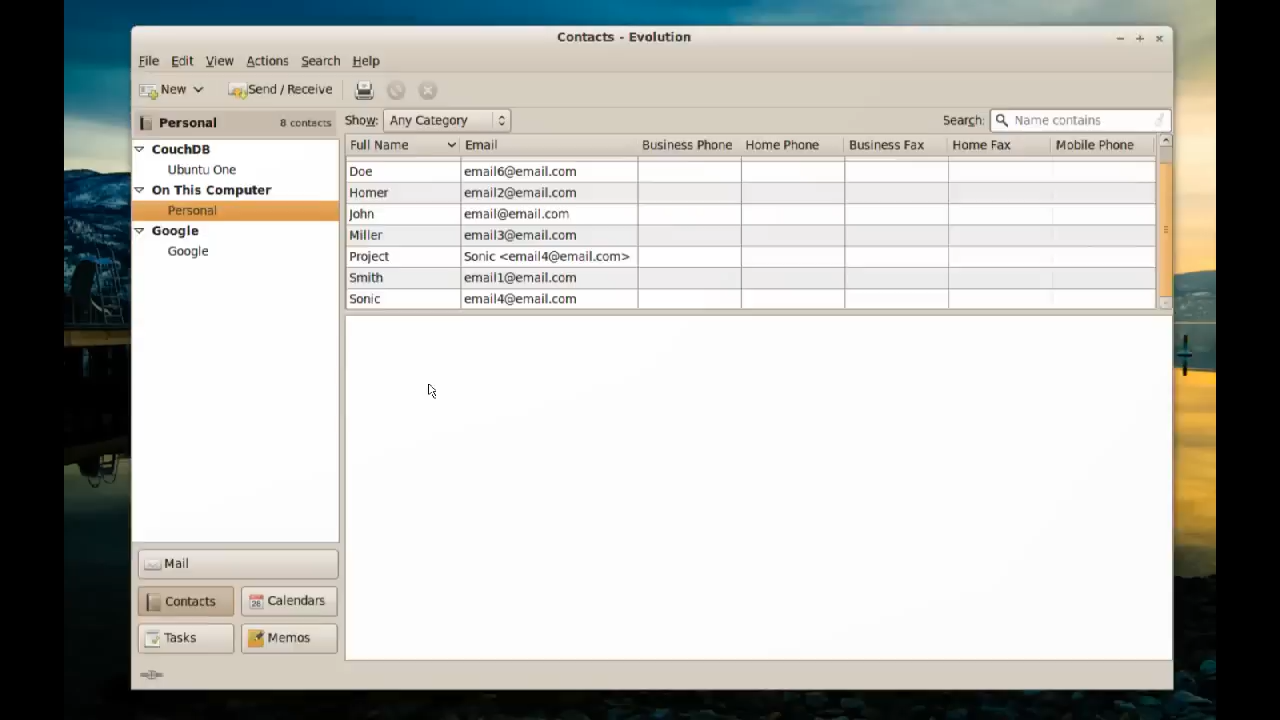 Contacts - Evolution
File Edit View Actions Search Help
New Send / Receive
Personal 8 contacts
Show: Any Category Search: Name contains
CouchDB
Ubuntu One
On This Computer
Personal
Google
Google
Full Name Email Business Phone Home Phone Business Fax Home Fax Mobile Phone
Doe email6@email.com
Homer email2@email.com
John email@email.com
Miller email3@email.com
Project Sonic <email4@email.com>
Smith email1@email.com
Sonic email4@email.com
Mail
Contacts 26 Calendars
Tasks Memos